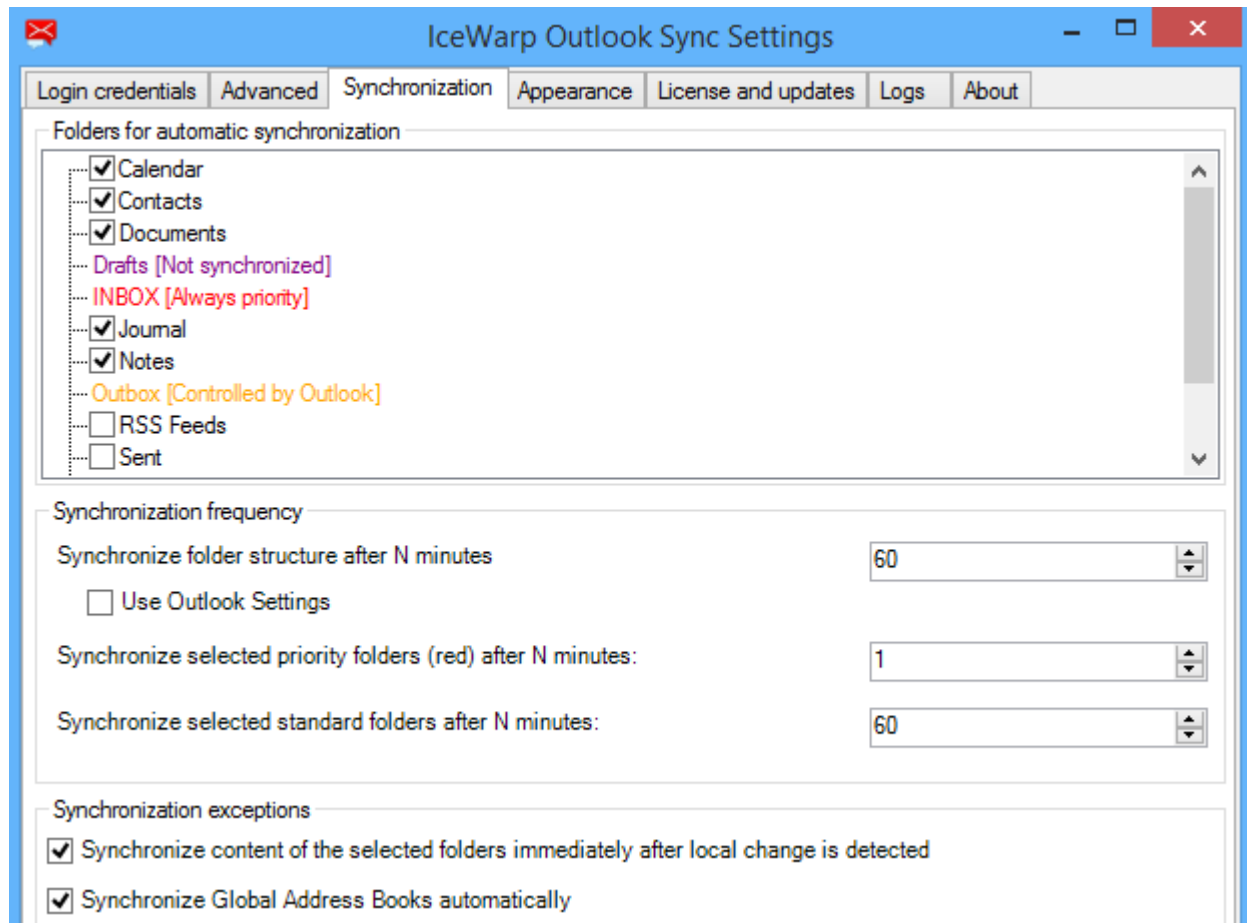 IceWarp Outlook Sync Settings
Login credentials Advanced Synchronization Appearance License and updates Logs About
Folders for automatic synchronization
Calendar
Contacts
Documents
Drafts [Not synchronized]
INBOX [Always priority]
Journal
Notes
Outbox [Controlled by Outlook]
RSS Feeds
Sent
Synchronization frequency
Synchronize folder structure after N minutes 60
Use Outlook Settings
Synchronize selected priority folders (red) after N minutes: 1
Synchronize selected standard folders after N minutes: 60
Synchronization exceptions
Synchronize content of the selected folders immediately after local change is detected
Synchronize Global Address Books automatically